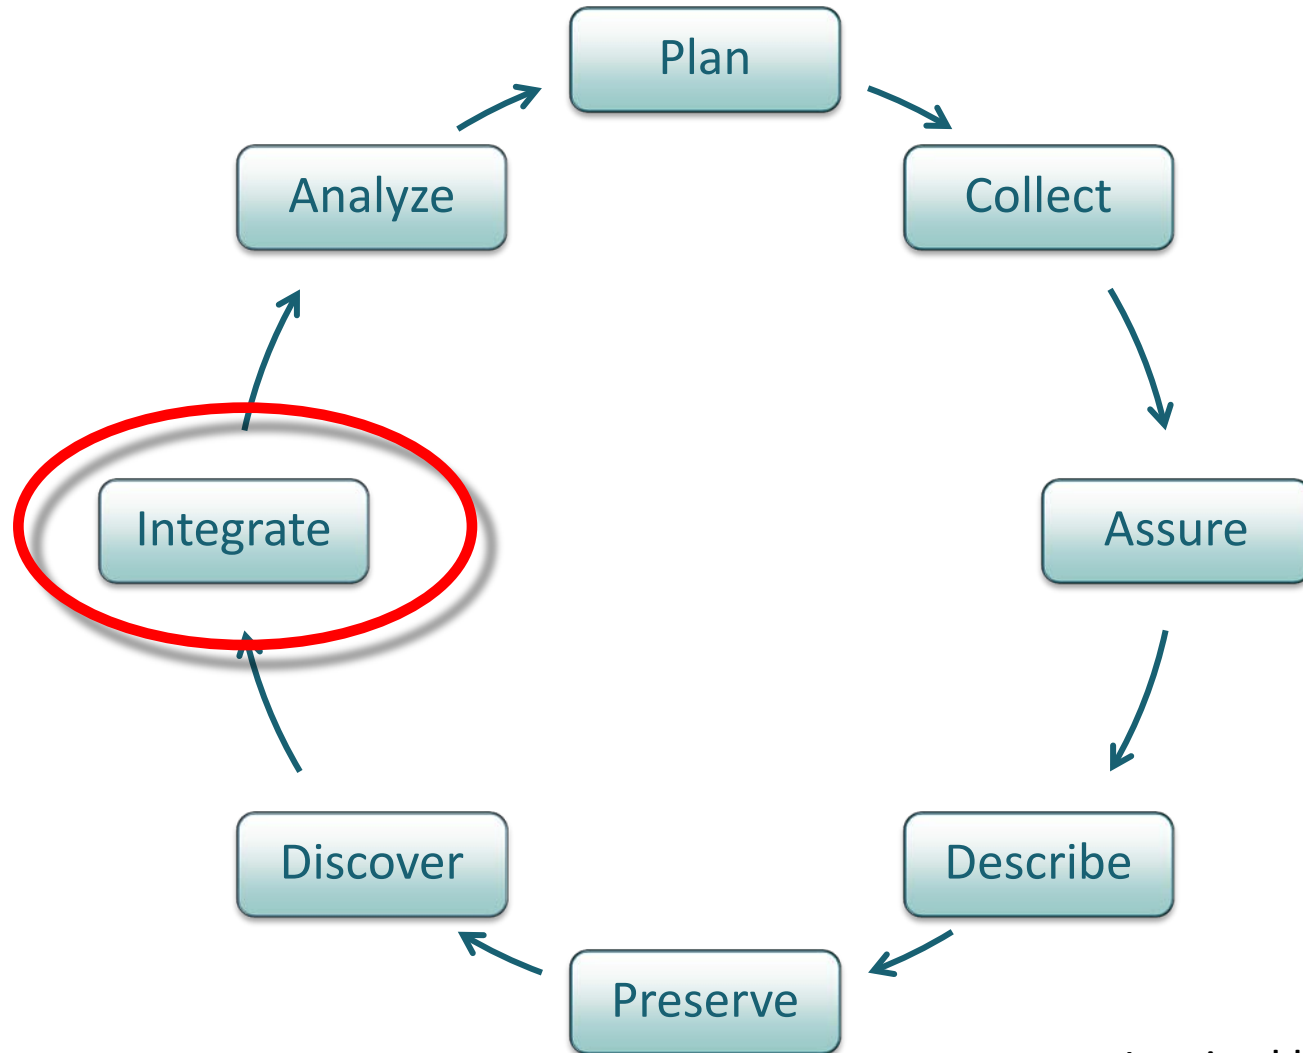 Plan
Collect
Assure
Describe
Preserve
Discover
Integrate
Analyze